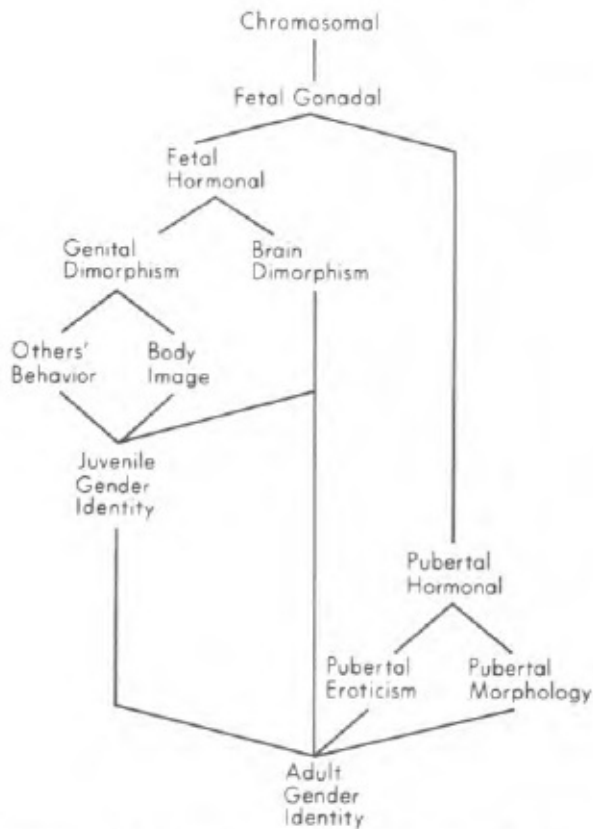 Chromosomal
Fetal Gonadal
Fetal
Hormonal
Genital
Dimorphism
Brain
Dimorphism
Others'
Behavior
Body
Image
Juvenile
Gender
Identity
Pubertal
Hormonal
Pubertal
Eroticism
Pubertal
Morphology
Adult
Gender
Identity